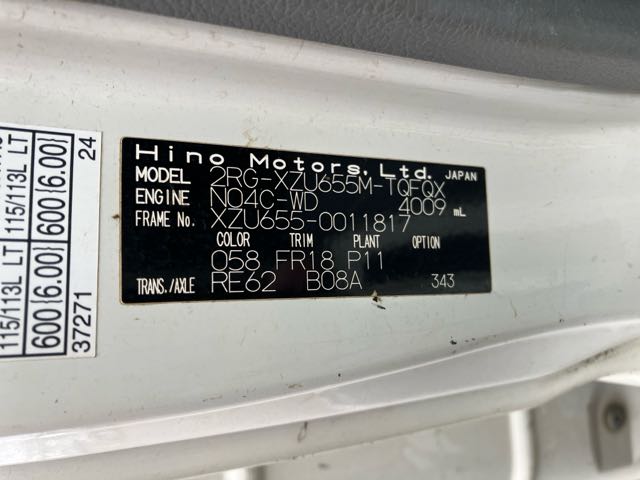 Hino Motors, Ltd. JAPAN
MODEL 2RG-XZU655M-TQFQX
ENGINE N04C-WD 4009 mL
FRAME No. XZU655-0011817
COLOR TRIM PLANT OPTION
058 FR18 P11
TRANS./AXLE RE62 B08A 343
115/113L LT 115/113L LT
600(6.00) 600(6.00)
37271 24